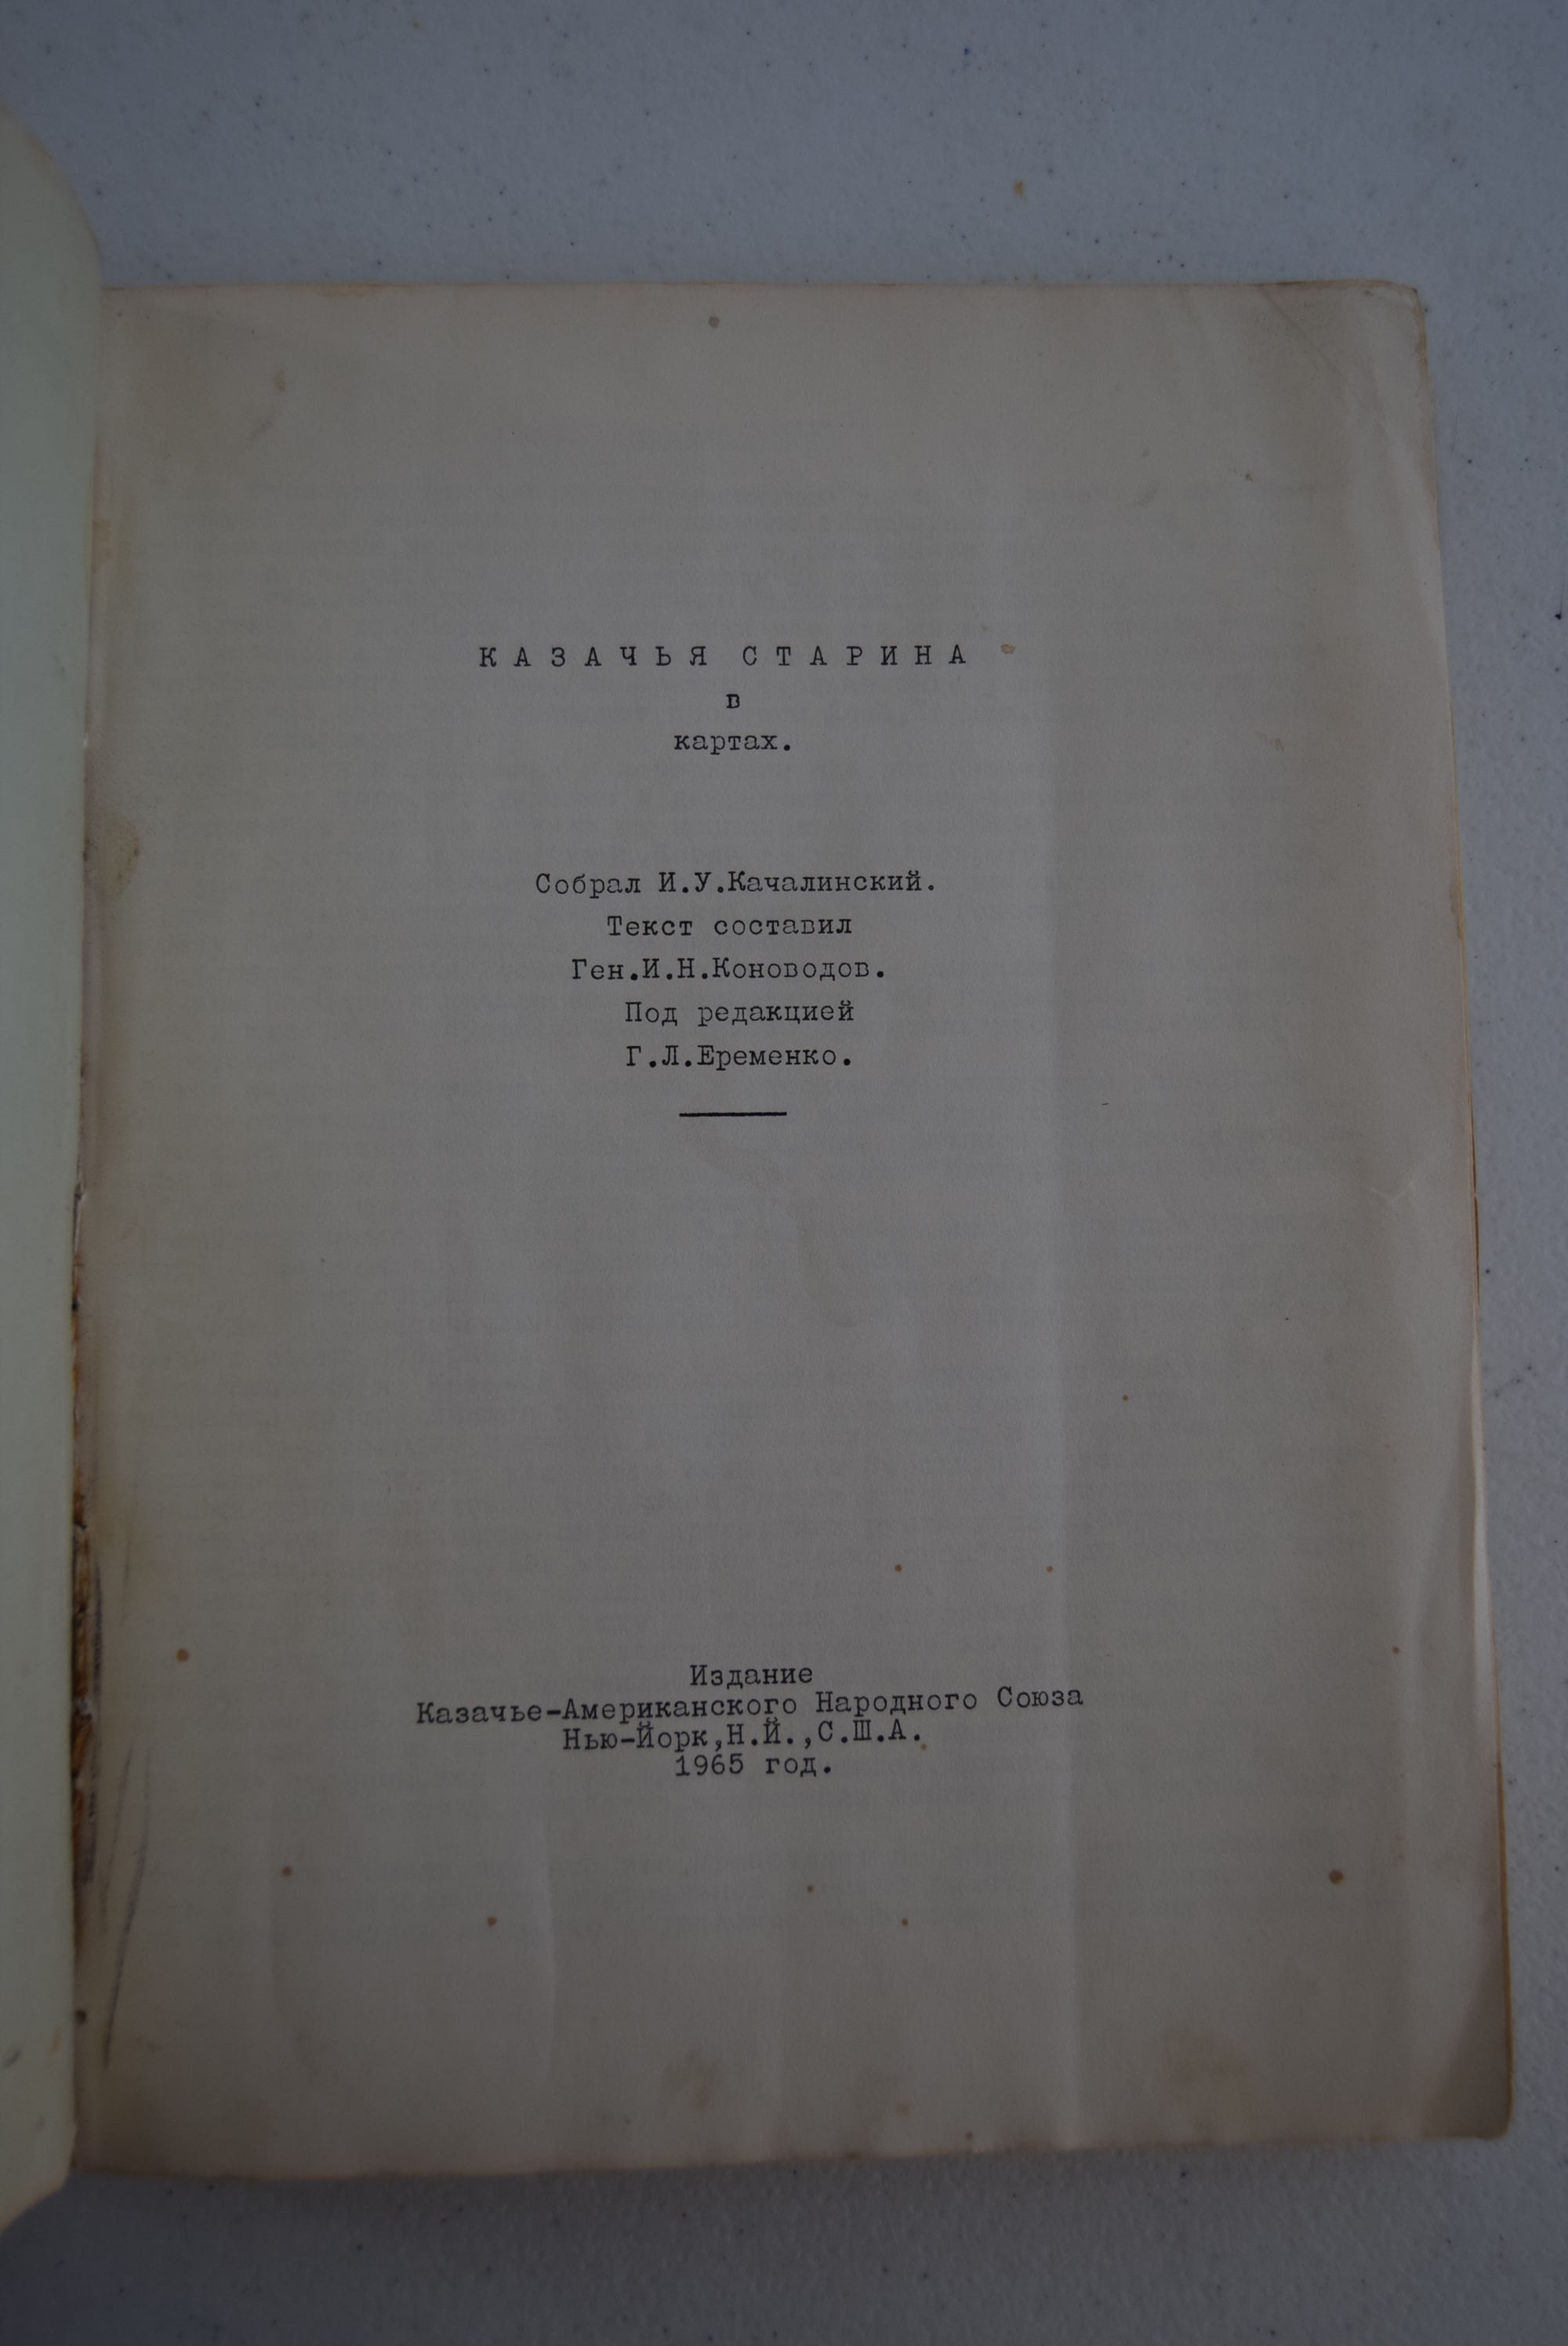 КАЗАЧЬЯ СТАРИНА
в
картах.
Собрал И.У.Качалинский.
Текст составил
Ген.И.Н.Коноводов.
Под редакцией
Г.Л.Еременко.
Издание
Казачье-Американского Народного Союза
Нью-Йорк,Н.Й.,С.Ш.А.
1965 год.